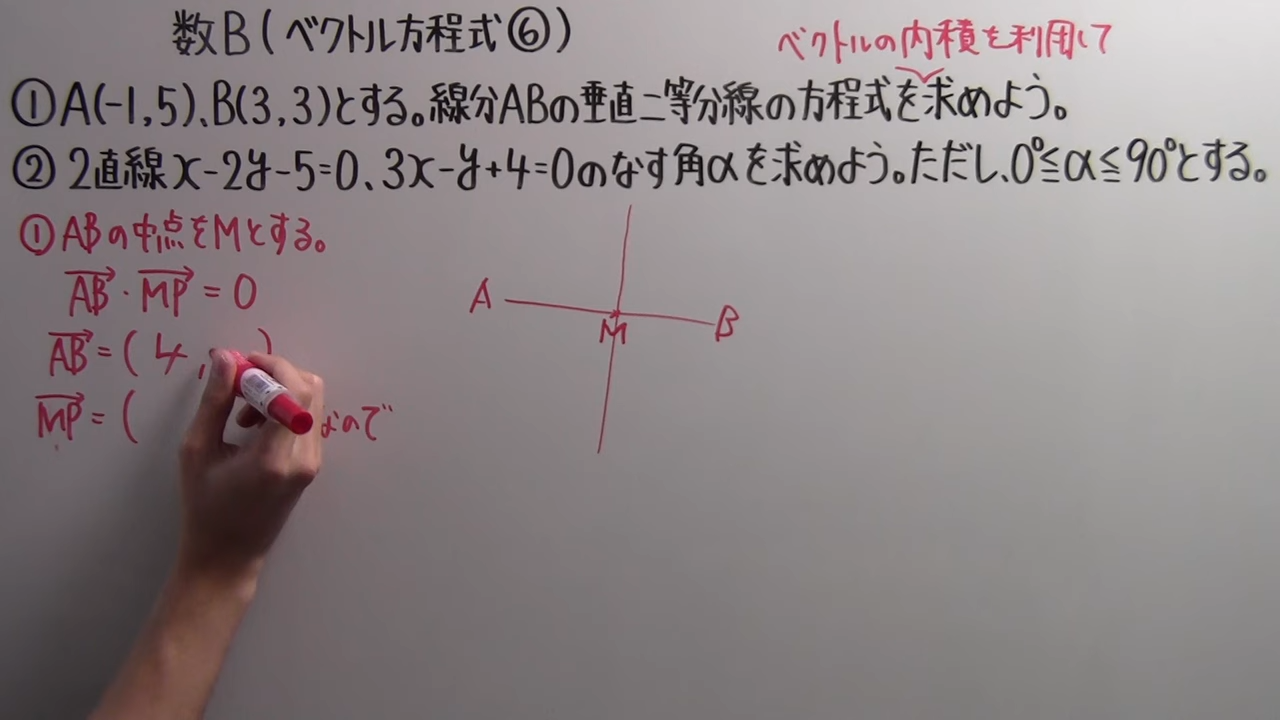 数B(ベクトル方程式⑥)
ベクトルの内積を利用して
①A(-1,5)、B(3,3)とする。線分ABの垂直二等分線の方程式を求めよう。
②2直線x-2y-5=0、3x-y+4=0のなす角αを求めよう。ただし、0°≦α≦90°とする。
①ABの中点をMとする。
AB・MP=0
AB=(4, )
MP=( なので
A
M
B